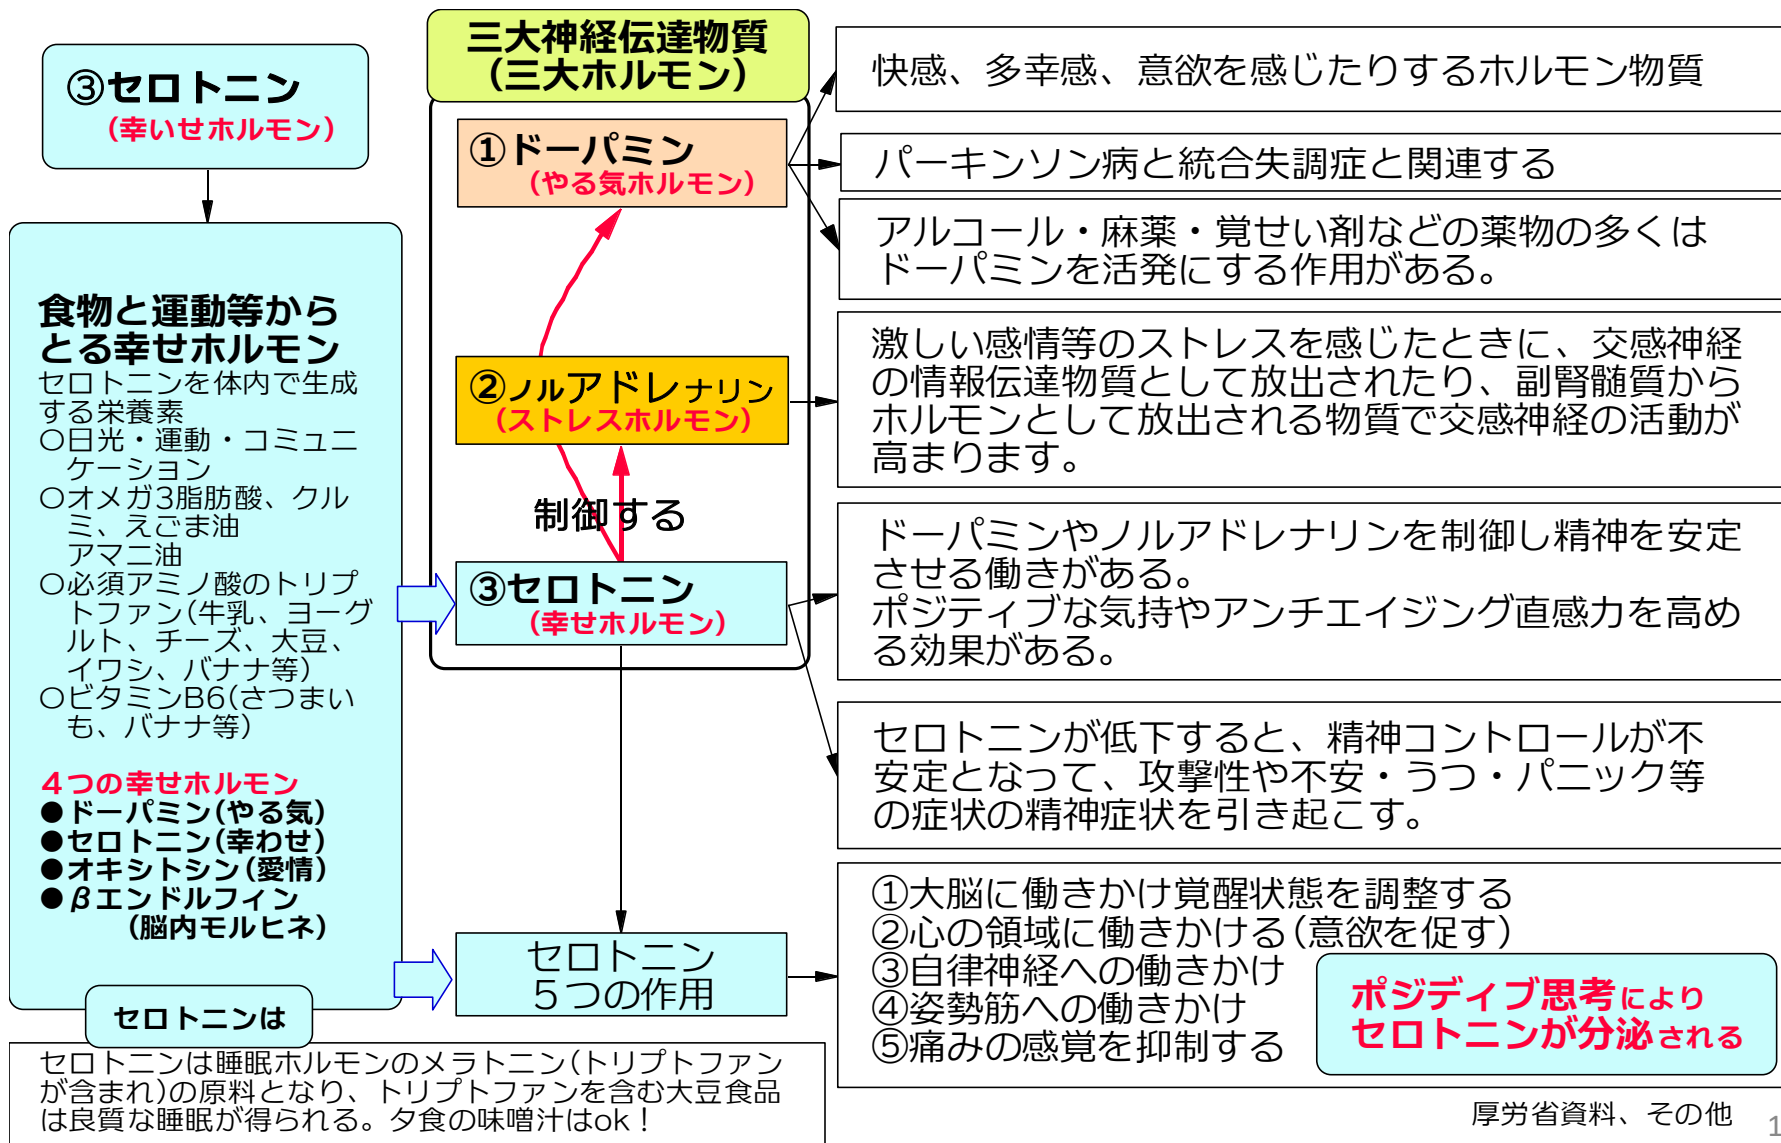 ③セロトニン
(幸いせホルモン)
食物と運動等から
とる幸せホルモン
セロトニンを体内で生成
する栄養素
〇日光・運動・コミュニ
ケーション
〇オメガ3脂肪酸、クル
ミ、えごま油
アマニ油
〇必須アミノ酸のトリプ
トファン(牛乳、ヨーグ
ルト、チーズ、大豆、
イワシ、バナナ等)
〇ビタミンB6(さつまい
も、バナナ等)
４つの幸せホルモン
●ドーパミン(やる気)
●セロトニン(幸わせ)
●オキシトシン(愛情)
●βエンドルフィン
(脳内モルヒネ)
セロトニンは
セロトニンは睡眠ホルモンのメラトニン(トリプトファン
が含まれ)の原料となり、トリプトファンを含む大豆食品
は良質な睡眠が得られる。夕食の味噌汁はok！
三大神経伝達物質
(三大ホルモン)
①ドーパミン
(やる気ホルモン)
②ノルアドレナリン
(ストレスホルモン)
制御する
③セロトニン
(幸せホルモン)
セロトニン
５つの作用
快感、多幸感、意欲を感じたりするホルモン物質
パーキンソン病と統合失調症と関連する
アルコール・麻薬・覚せい剤などの薬物の多くは
ドーパミンを活発にする作用がある。
激しい感情等のストレスを感じたときに、交感神経
の情報伝達物質として放出されたり、副腎髄質から
ホルモンとして放出される物質で交感神経の活動が
高まります。
ドーパミンやノルアドレナリンを制御し精神を安定
させる働きがある。
ポジティブな気持やアンチエイジング直感力を高め
る効果がある。
セロトニンが低下すると、精神コントロールが不
安定となって、攻撃性や不安・うつ・パニック等
の症状の精神症状を引き起こす。
①大脳に働きかけ覚醒状態を調整する
②心の領域に働きかける(意欲を促す)
③自律神経への働きかけ
④姿勢筋への働きかけ
⑤痛みの感覚を抑制する
ポジディブ思考により
セロトニンが分泌される
厚労省資料、その他
1